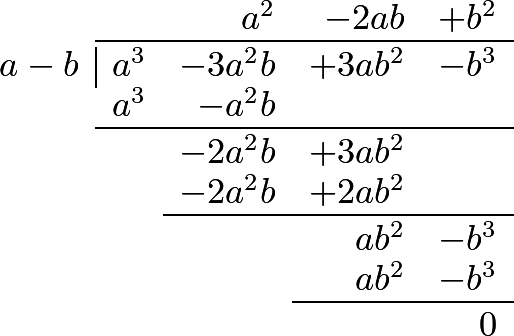 a² −2ab +b²
a − b | a³ −3a²b +3ab² −b³
a³ −a²b
−2a²b +3ab²
−2a²b +2ab²
ab² −b³
ab² −b³
0